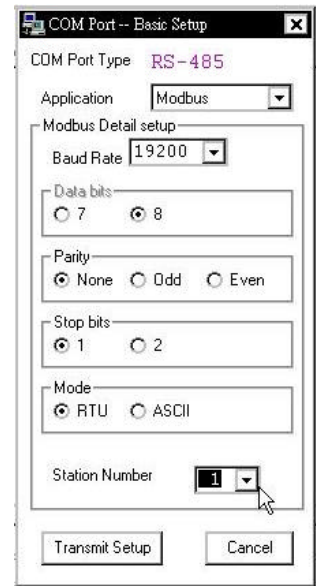 COM Port -- Basic Setup
COM Port Type RS-485
Application Modbus
Modbus Detail setup
Baud Rate 19200
Data bits
7 8
Parity
None Odd Even
Stop bits
1 2
Mode
RTU ASCII
Station Number 1
Transmit Setup Cancel